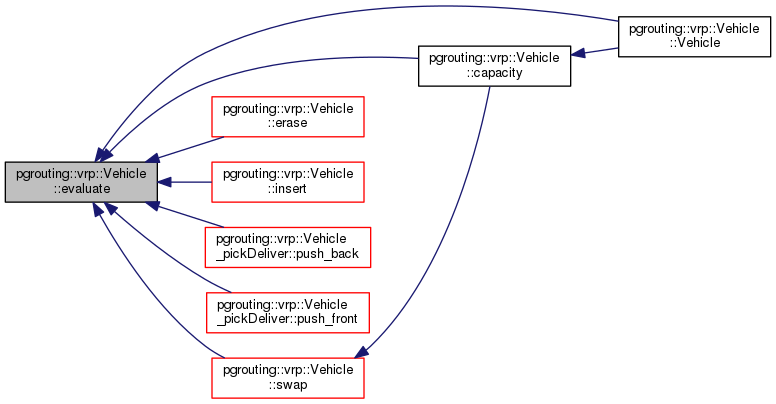 pgrouting::vrp::Vehicle
::evaluate
pgrouting::vrp::Vehicle
::Vehicle
pgrouting::vrp::Vehicle
::capacity
pgrouting::vrp::Vehicle
::erase
pgrouting::vrp::Vehicle
::insert
pgrouting::vrp::Vehicle
_pickDeliver::push_back
pgrouting::vrp::Vehicle
_pickDeliver::push_front
pgrouting::vrp::Vehicle
::swap